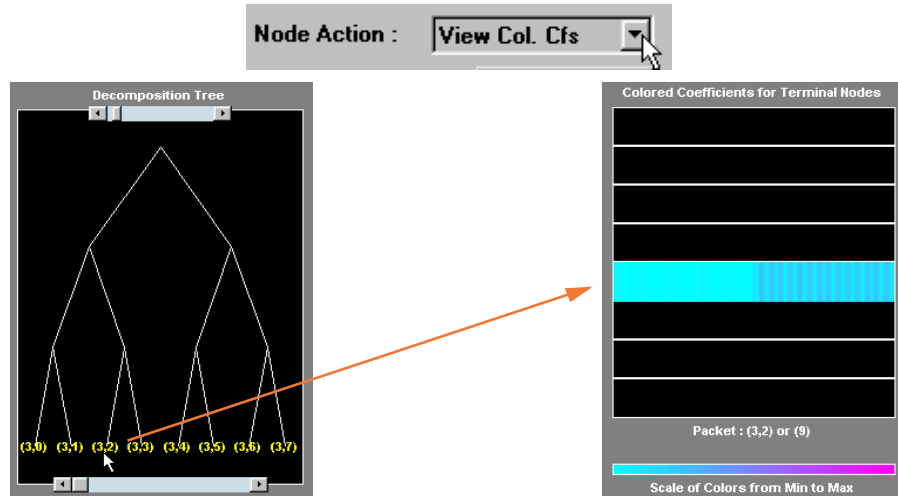 Node Action : View Col. Cfs
Decomposition Tree
(3,0) (3,1) (3,2) (3,3) (3,4) (3,5) (3,6) (3,7)
Colored Coefficients for Terminal Nodes
Packet : (3,2) or (9)
Scale of Colors from Min to Max